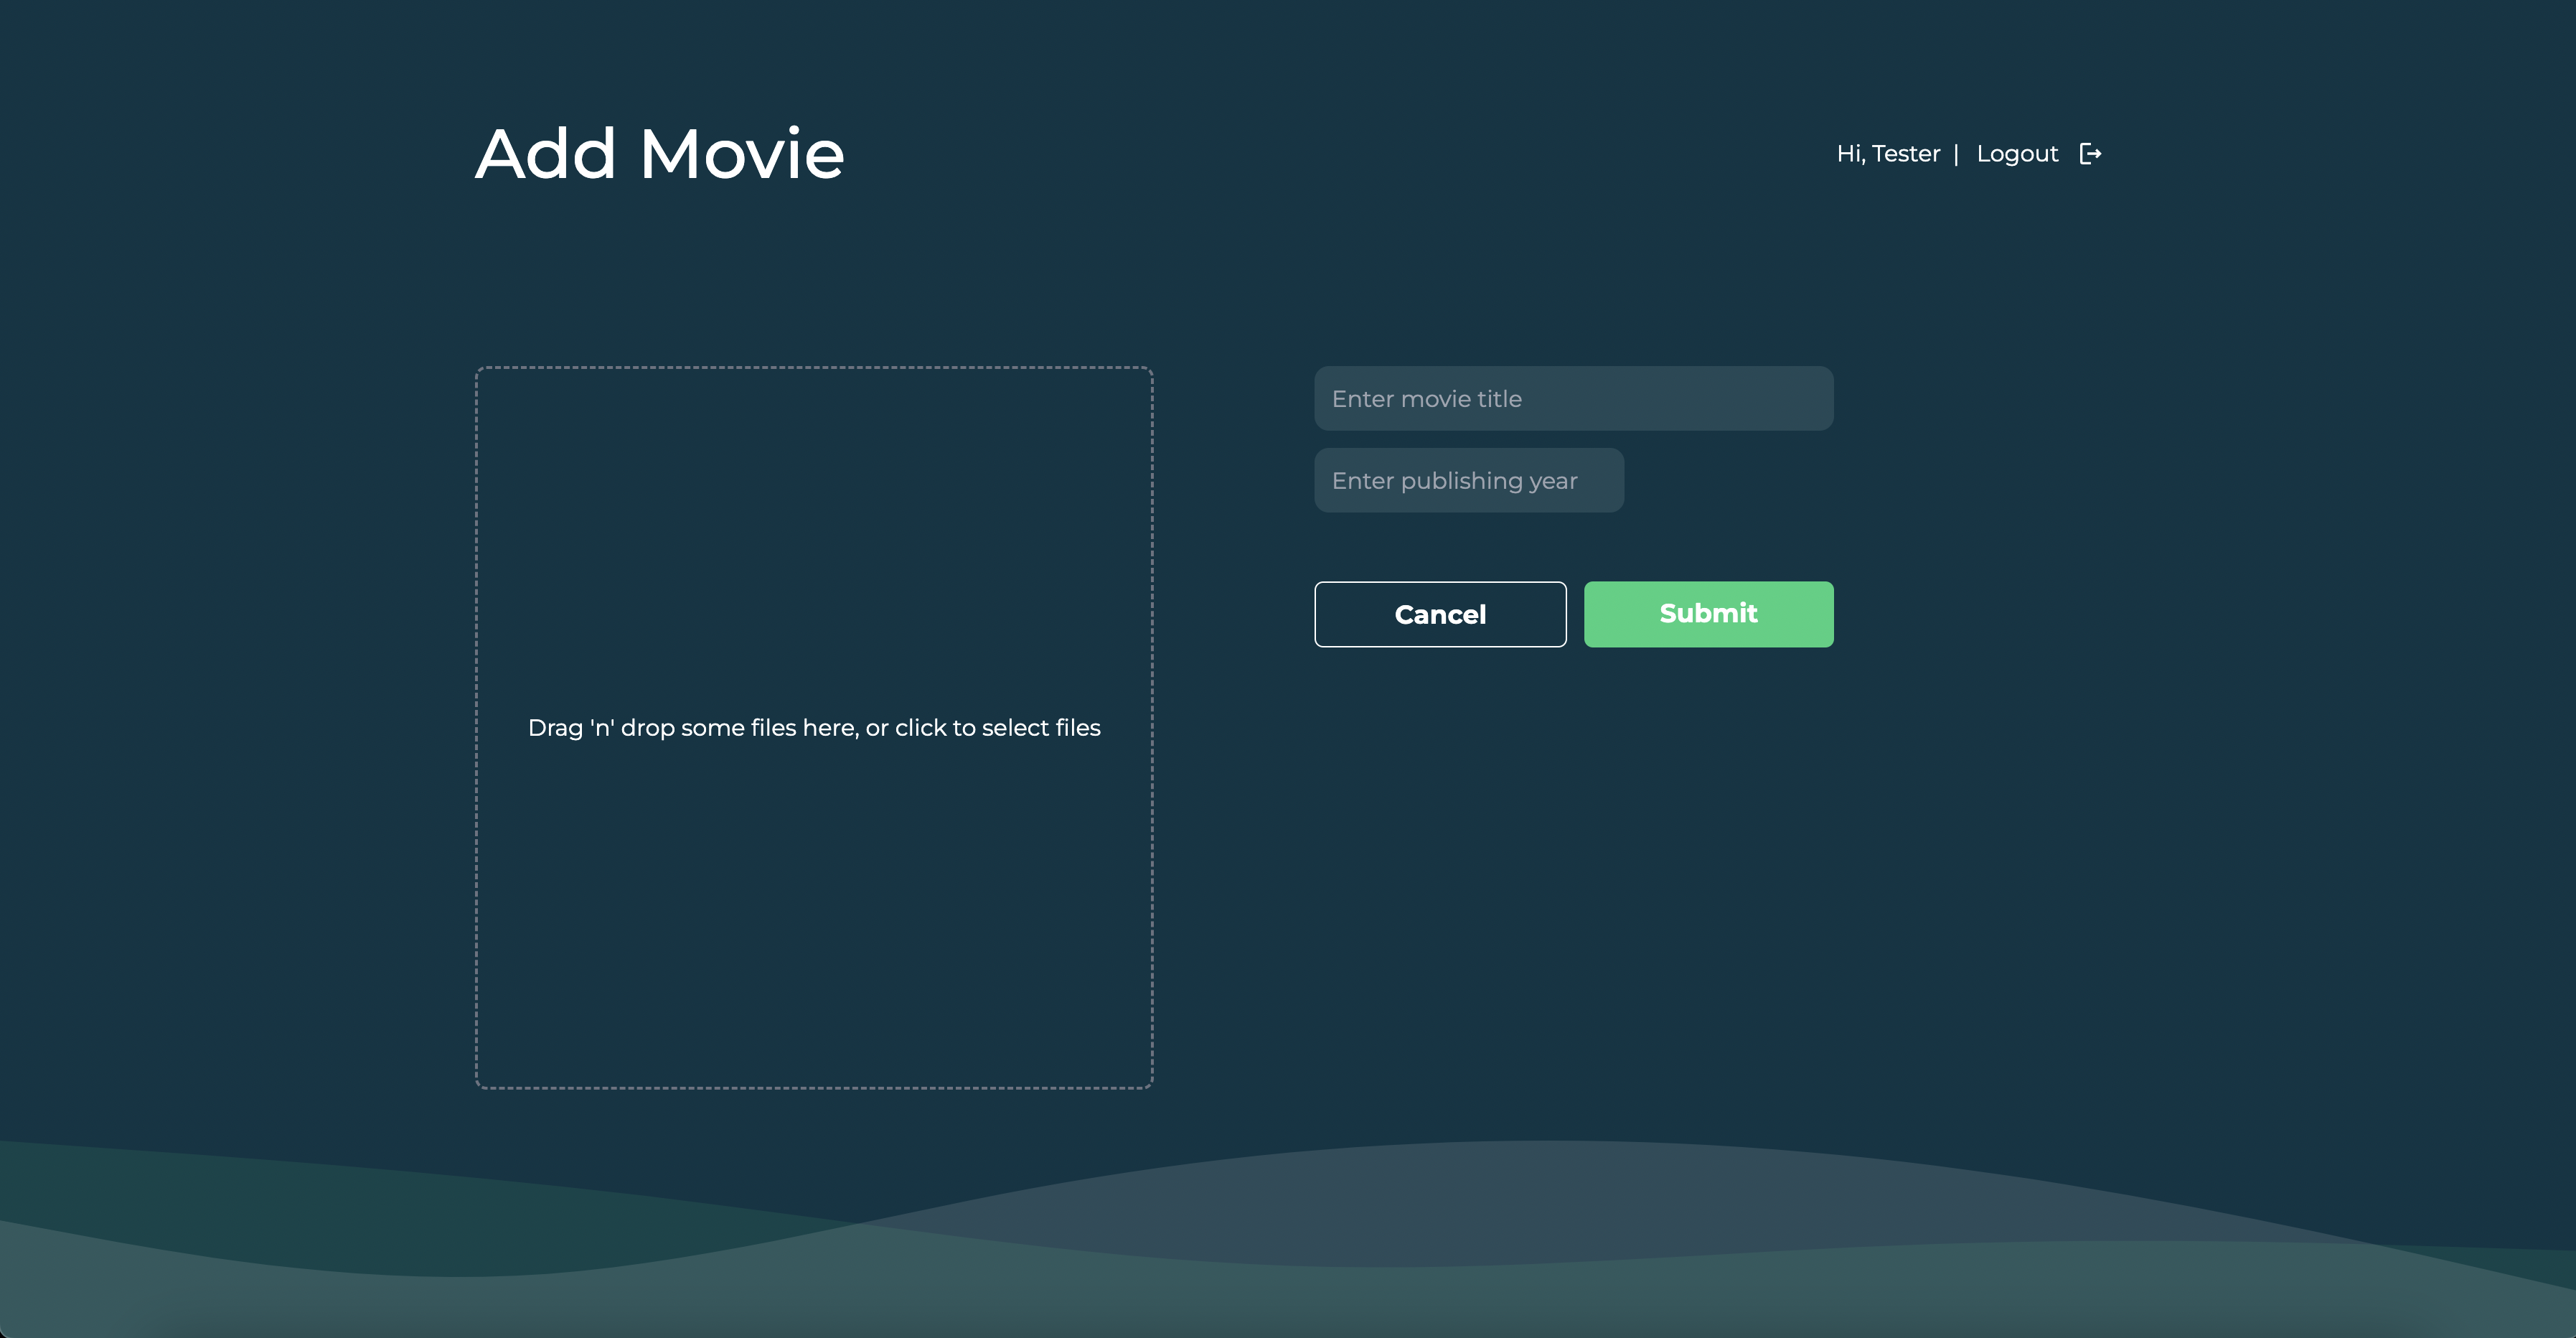 Add Movie
Hi, Tester | Logout
Enter movie title
Enter publishing year
Cancel
Submit
Drag 'n' drop some files here, or click to select files